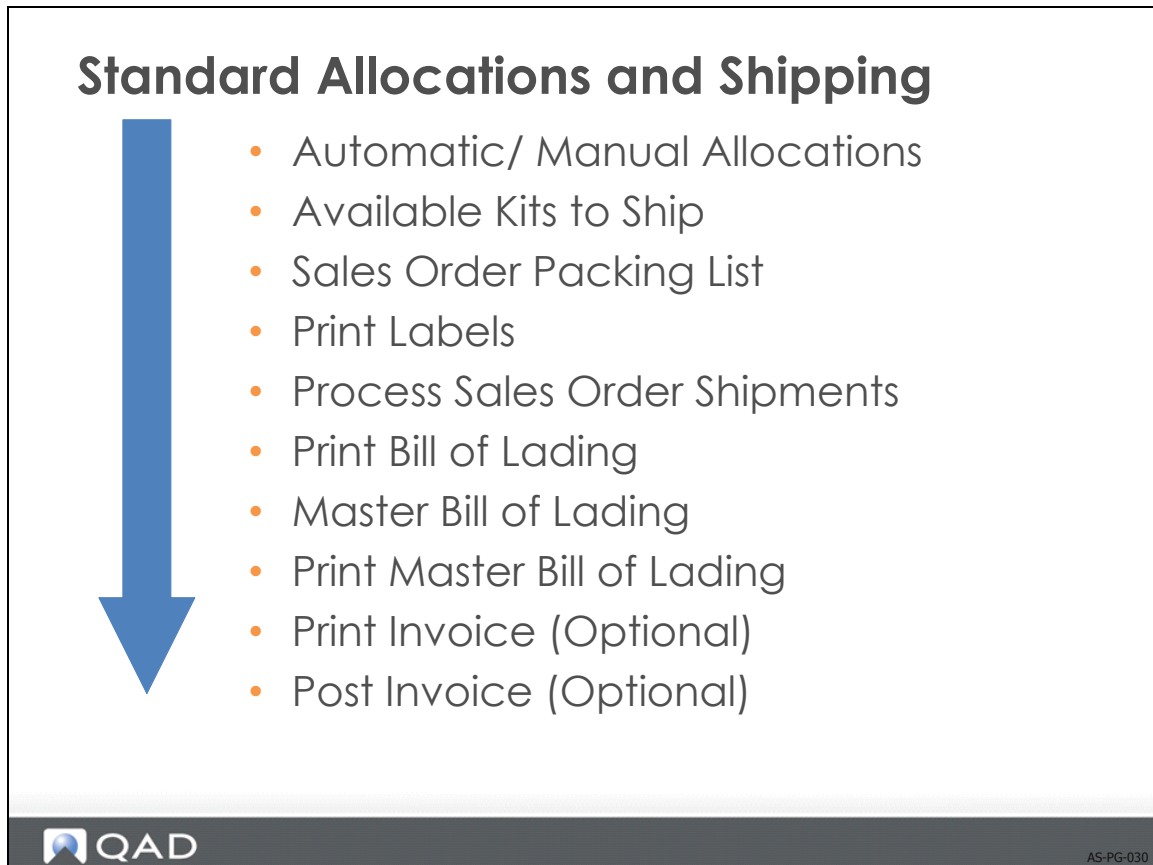 Standard Allocations and Shipping
• Automatic/ Manual Allocations
• Available Kits to Ship
• Sales Order Packing List
• Print Labels
• Process Sales Order Shipments
• Print Bill of Lading
• Master Bill of Lading
• Print Master Bill of Lading
• Print Invoice (Optional)
• Post Invoice (Optional)
QAD
AS-PG-030